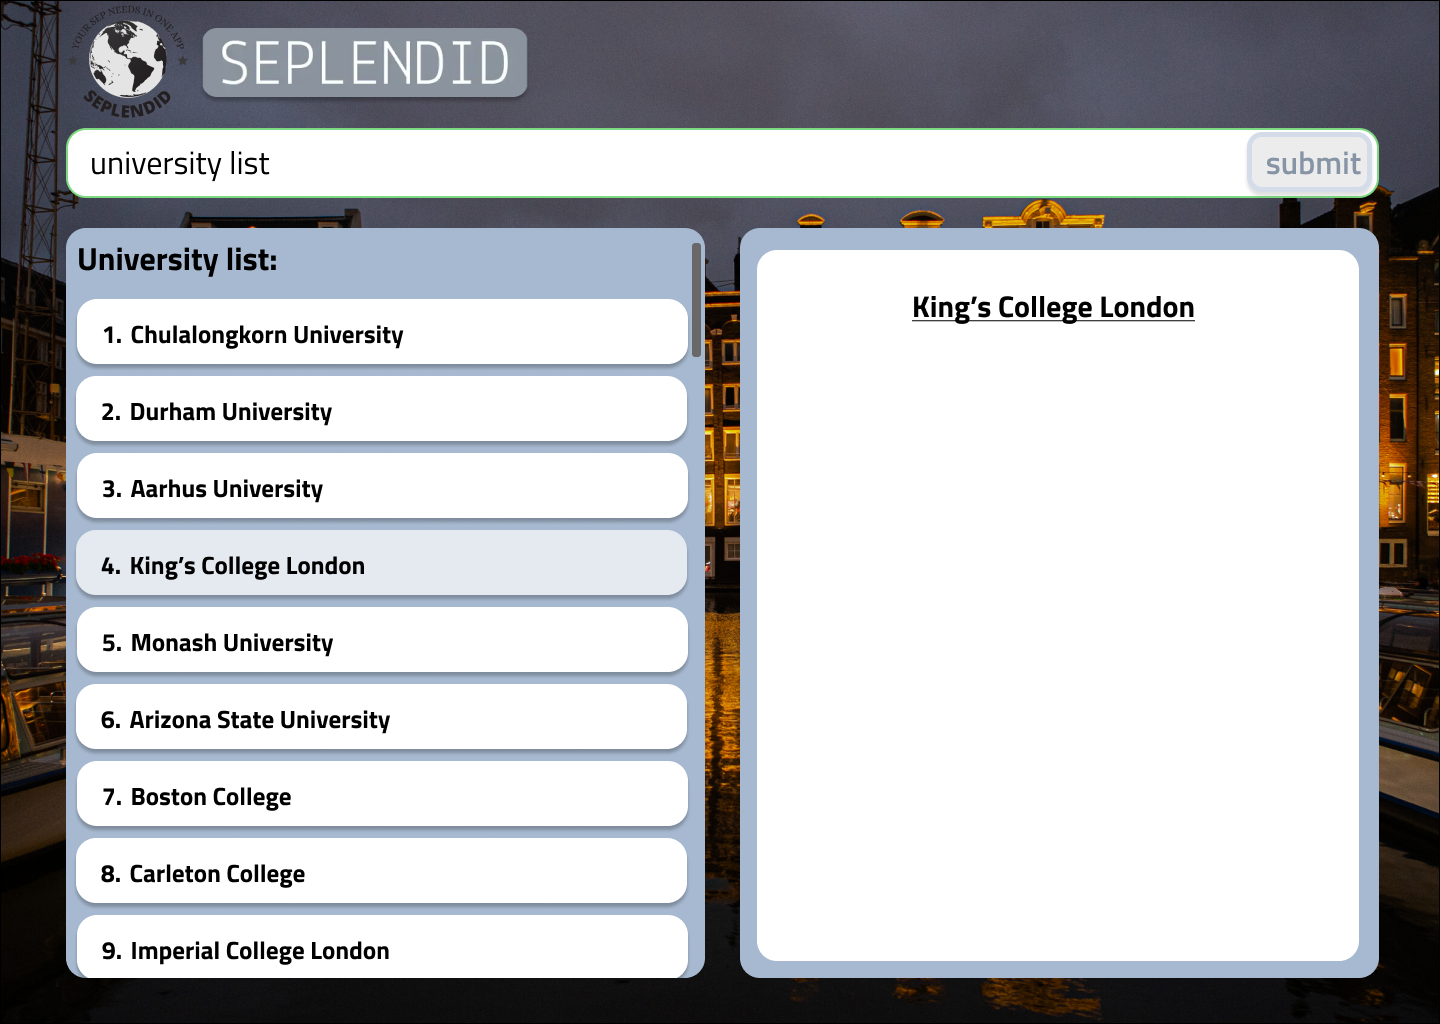 YOUR SEP NEEDS IN ONE APP
SEPLENDID
SEPLENDID
university list
submit
University list:
1. Chulalongkorn University
2. Durham University
3. Aarhus University
4. King’s College London
5. Monash University
6. Arizona State University
7. Boston College
8. Carleton College
9. Imperial College London
King’s College London